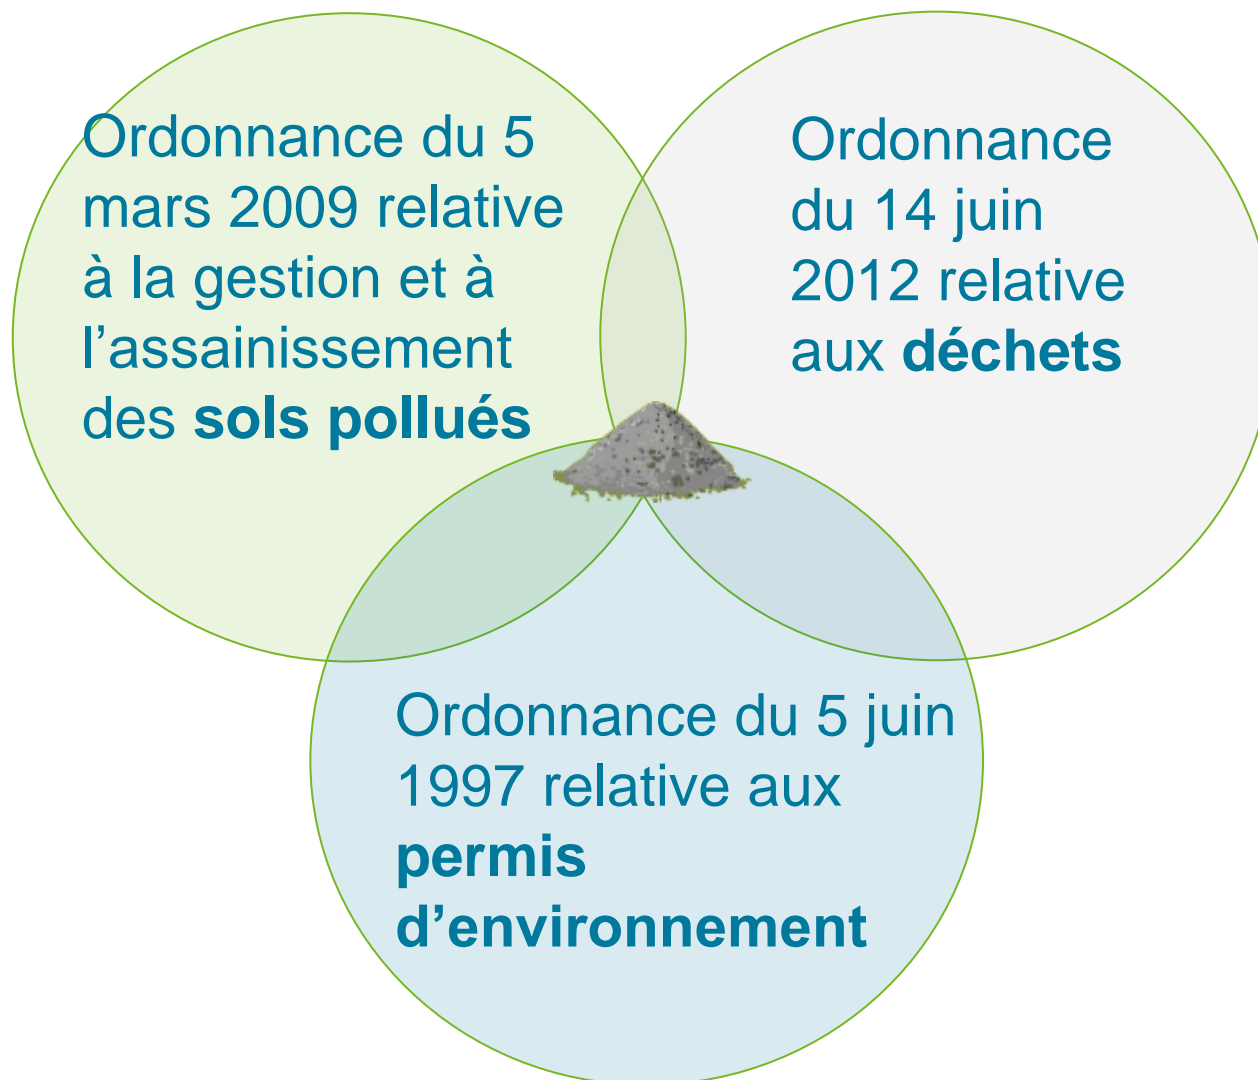 Ordonnance du 5
mars 2009 relative
à la gestion et à
l’assainissement
des sols pollués
Ordonnance
du 14 juin
2012 relative
aux déchets
Ordonnance du 5 juin
1997 relative aux
permis
d’environnement